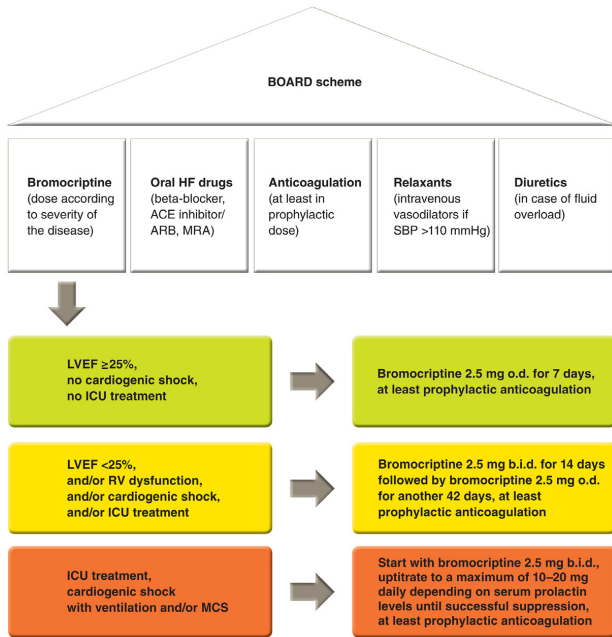 BOARD scheme
Bromocriptine
(dose according
to severity of
the disease)
Oral HF drugs
(beta-blocker,
ACE inhibitor/
ARB, MRA)
Anticoagulation
(at least in
prophylactic
dose)
Relaxants
(intravenous
vasodilators if
SBP >110 mmHg)
Diuretics
(in case of fluid
overload)
LVEF ≥25%,
no cardiogenic shock,
no ICU treatment
Bromocriptine 2.5 mg o.d. for 7 days,
at least prophylactic anticoagulation
LVEF <25%,
and/or RV dysfunction,
and/or cardiogenic shock,
and/or ICU treatment
Bromocriptine 2.5 mg b.i.d. for 14 days
followed by bromocriptine 2.5 mg o.d.
for another 42 days, at least
prophylactic anticoagulation
ICU treatment,
cardiogenic shock
with ventilation and/or MCS
Start with bromocriptine 2.5 mg b.i.d.,
uptitrate to a maximum of 10–20 mg
daily depending on serum prolactin
levels until successful suppression,
at least prophylactic anticoagulation